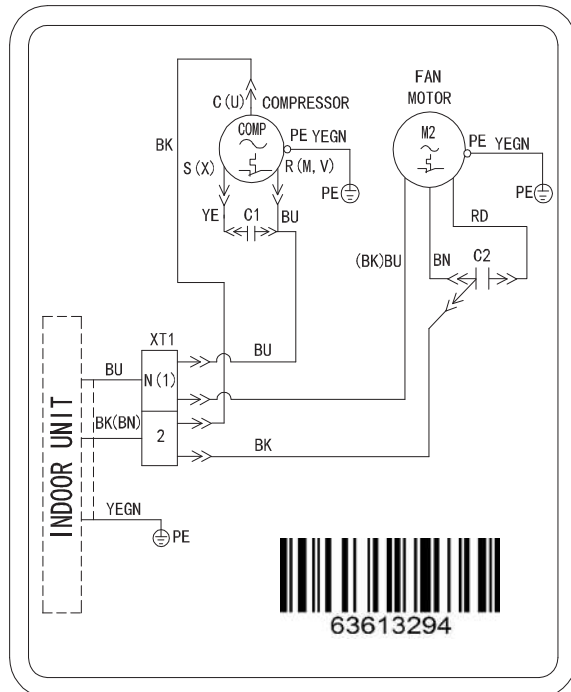 FAN
MOTOR
C(U) COMPRESSOR
COMP
M2
BK
PE YEGN
PE YEGN
S(X)
R(M, V)
PE
PE
YE
C1
BU
RD
(BK)BU
BN
C2
XT1
BU
BU
N(1)
BK(BN)
2
BK
INDOOR UNIT
YEGN
PE
63613294